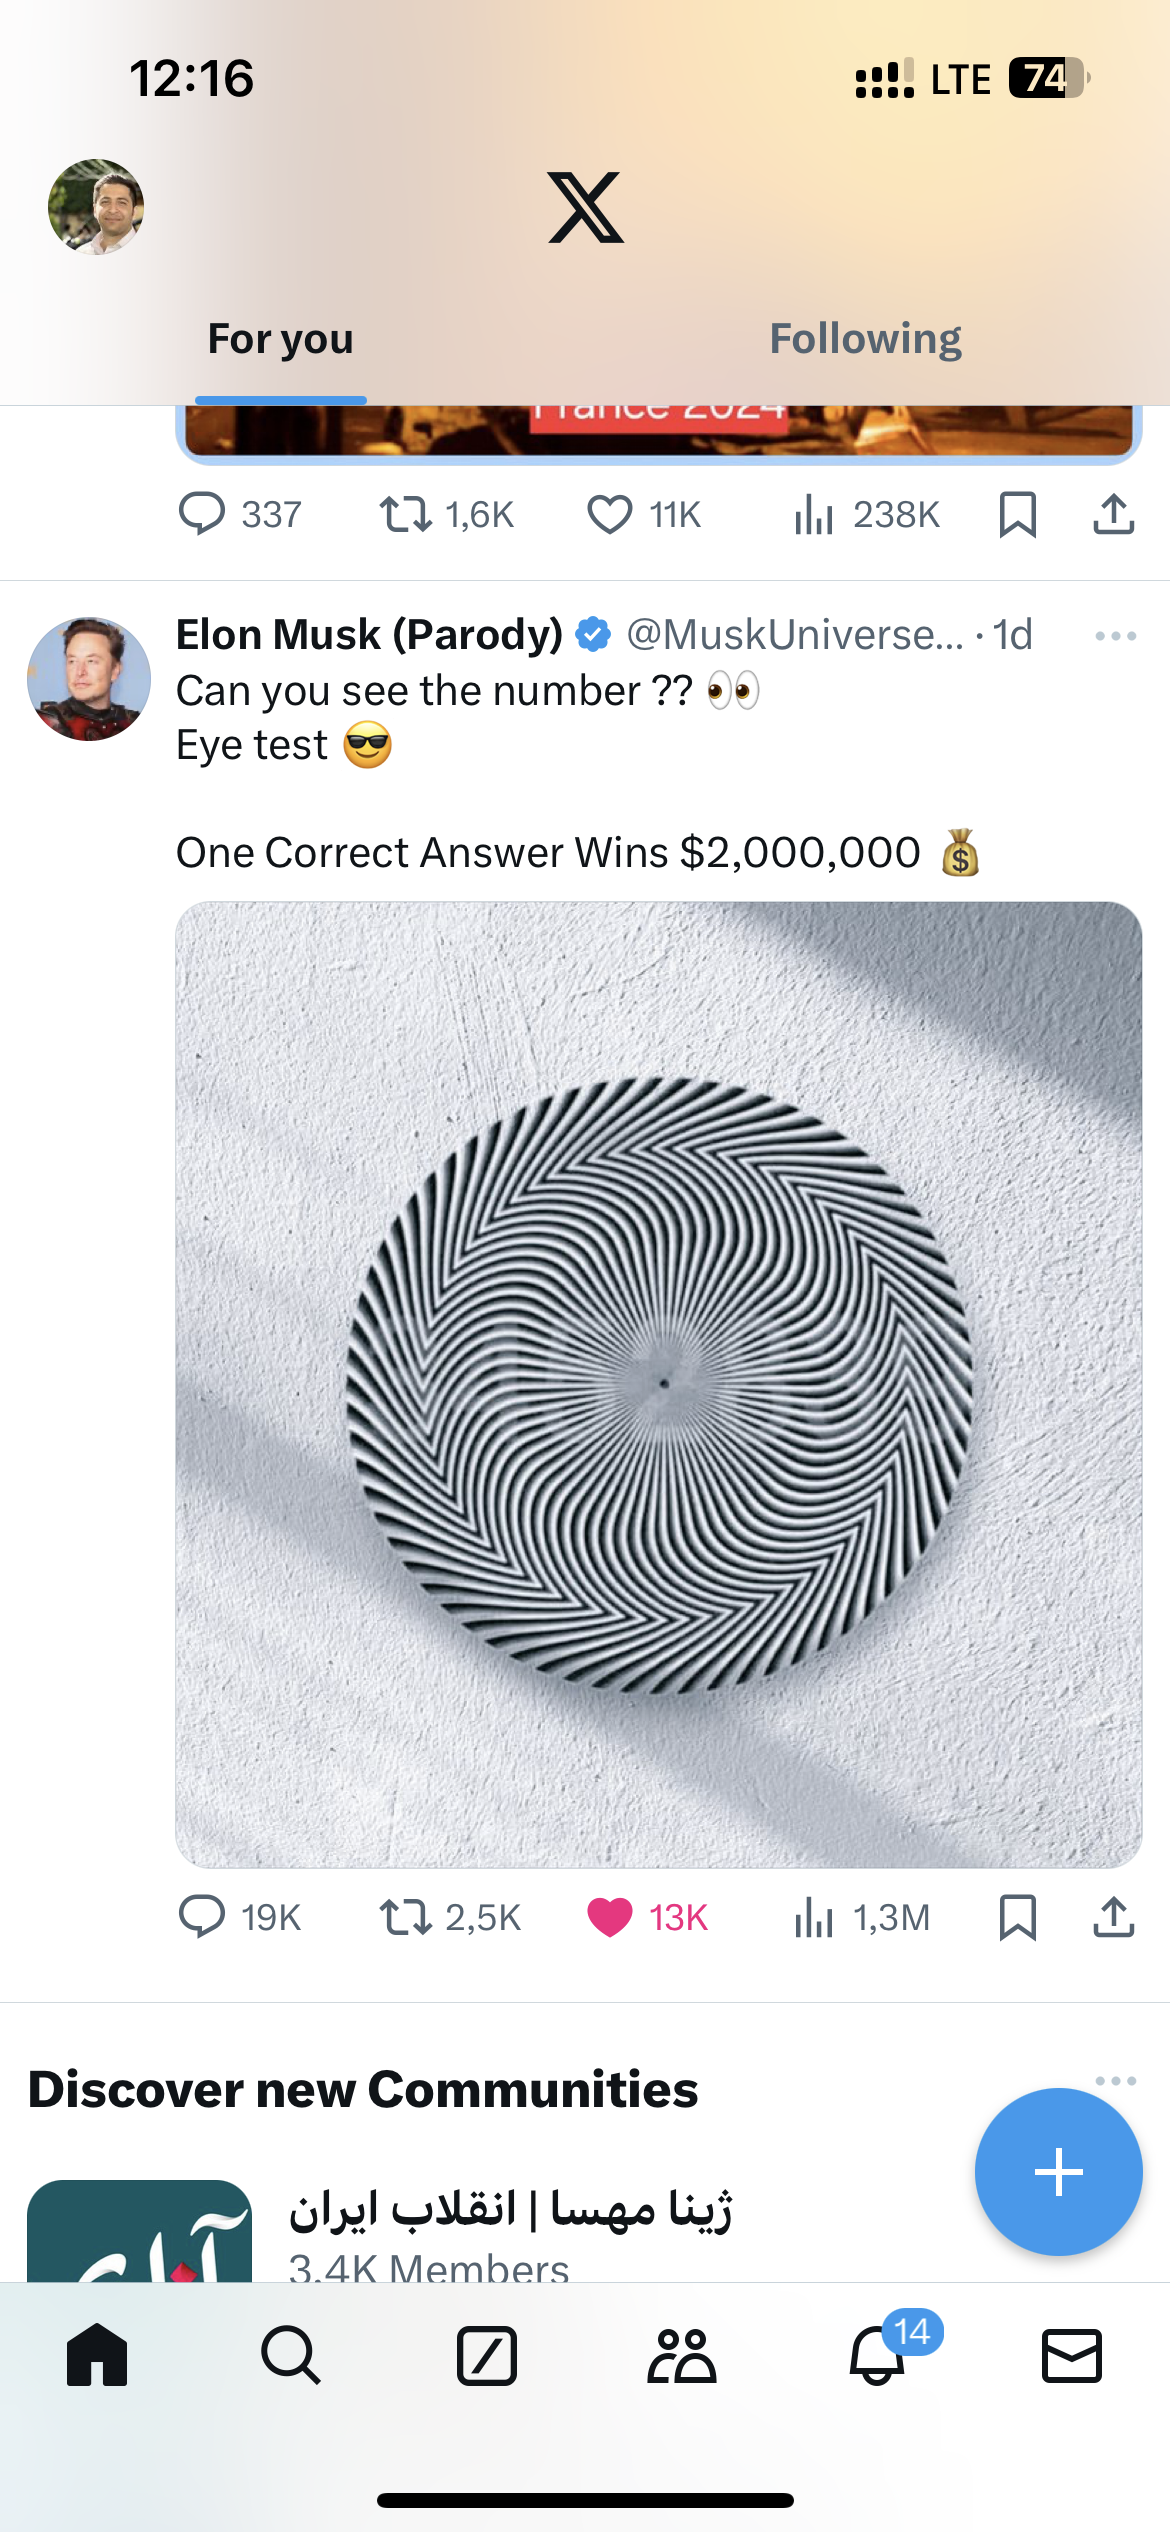 12:16
LTE 74
For you
Following
France 2024
337
1,6K
11K
238K
Elon Musk (Parody) @MuskUniverse... · 1d
Can you see the number ?? 👀
Eye test 😎
One Correct Answer Wins $2,000,000 💰
19K
2,5K
13K
1,3M
Discover new Communities
ژینا مهسا | انقلاب ایران
3.4K Members
14